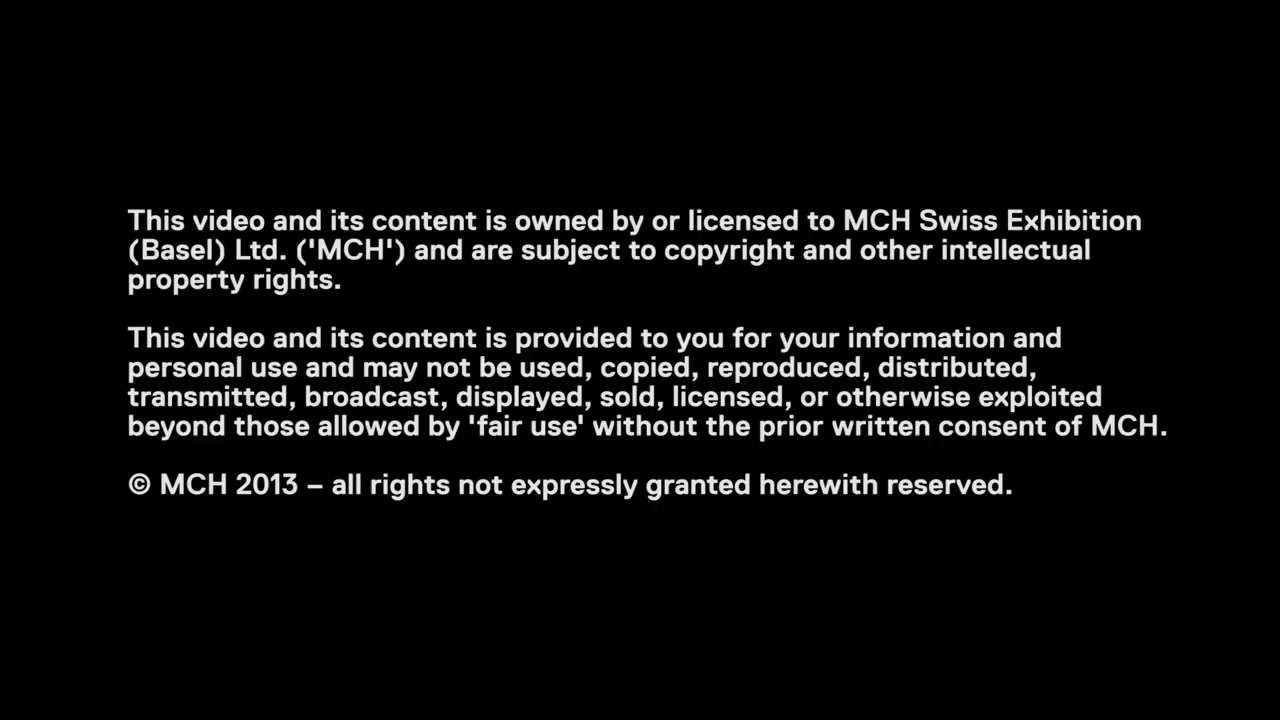 This video and its content is owned by or licensed to MCH Swiss Exhibition
(Basel) Ltd. ('MCH') and are subject to copyright and other intellectual
property rights.
This video and its content is provided to you for your information and
personal use and may not be used, copied, reproduced, distributed,
transmitted, broadcast, displayed, sold, licensed, or otherwise exploited
beyond those allowed by 'fair use' without the prior written consent of MCH.
© MCH 2013 – all rights not expressly granted herewith reserved.